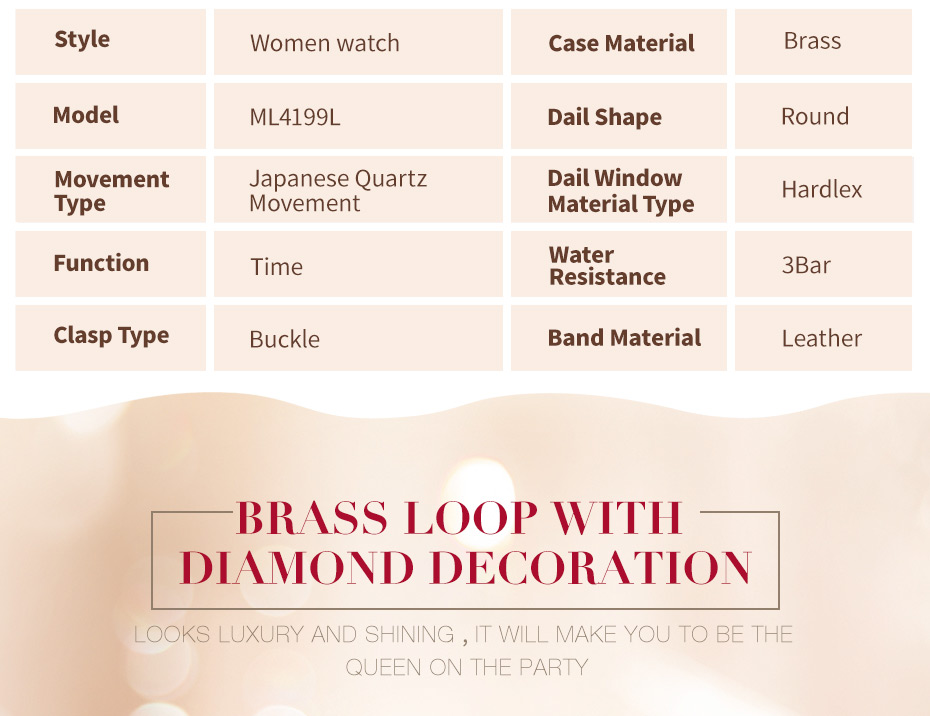 Style Women watch Case Material Brass
Model ML4199L Dail Shape Round
Movement Type Japanese Quartz Movement Dail Window Material Type Hardlex
Function Time Water Resistance 3Bar
Clasp Type Buckle Band Material Leather
BRASS LOOP WITH
DIAMOND DECORATION
LOOKS LUXURY AND SHINING , IT WILL MAKE YOU TO BE THE
QUEEN ON THE PARTY